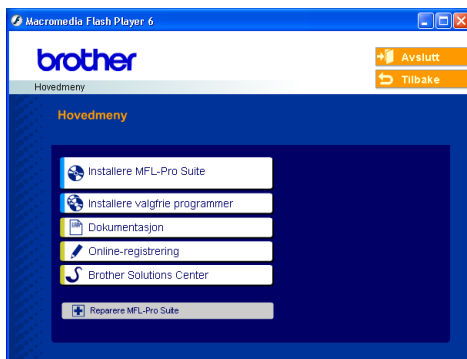 Macromedia Flash Player 6
brother
Avslutt
Tilbake
Hovedmeny
Hovedmeny
Installere MFL-Pro Suite
Installere valgfrie programmer
Dokumentasjon
Online-registrering
Brother Solutions Center
Reparere MFL-Pro Suite